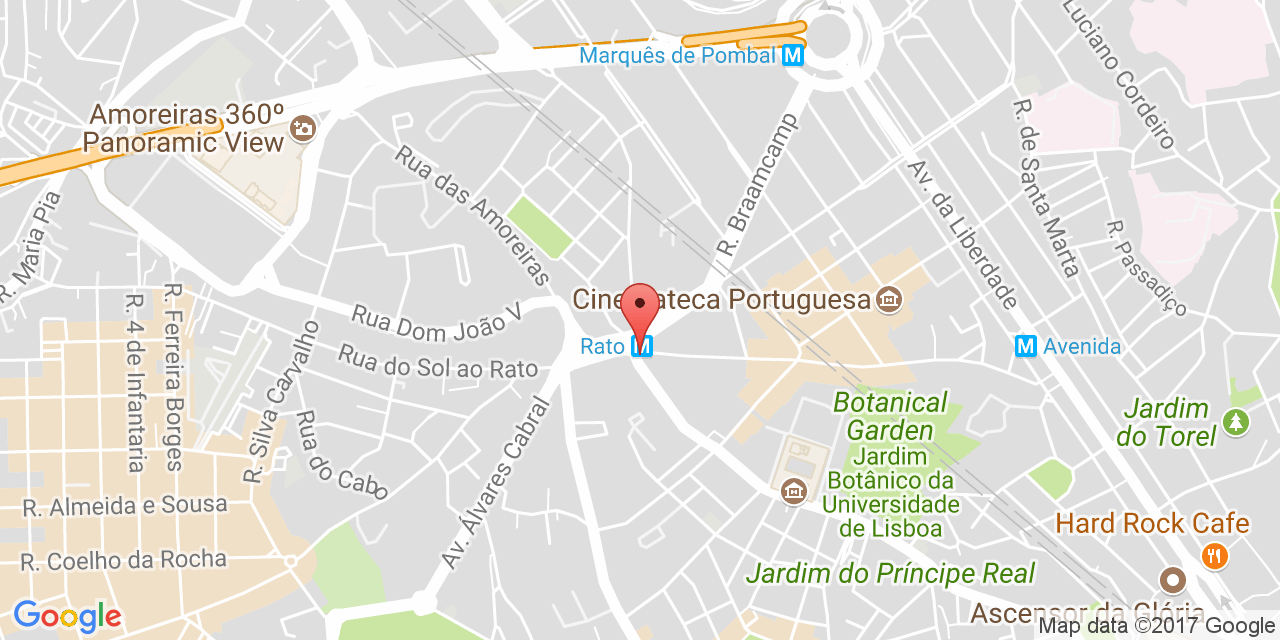 Luciano Cordeiro
Marquês de Pombal M
Amoreiras 360º
Panoramic View
R. de Santa Marta
R. Braamcamp
Rua das Amoreiras
Av. da Liberdade
R. Maria Pia
R. Passadiço
Cinemateca Portuguesa
R. Ferreira Borges
R. 4 de Infantaria
Rua Dom João V
R. Silva Carvalho
Rato M
M Avenida
Rua do Sol ao Rato
Botanical
Garden
Jardim
Botânico da
Universidade
de Lisboa
Jardim
do Torel
Av. Álvares Cabral
Rua do Cabo
R. Almeida e Sousa
Hard Rock Cafe
R. Coelho da Rocha
Jardim do Príncipe Real
Ascensor da Glória
Google
Map data ©2017 Google